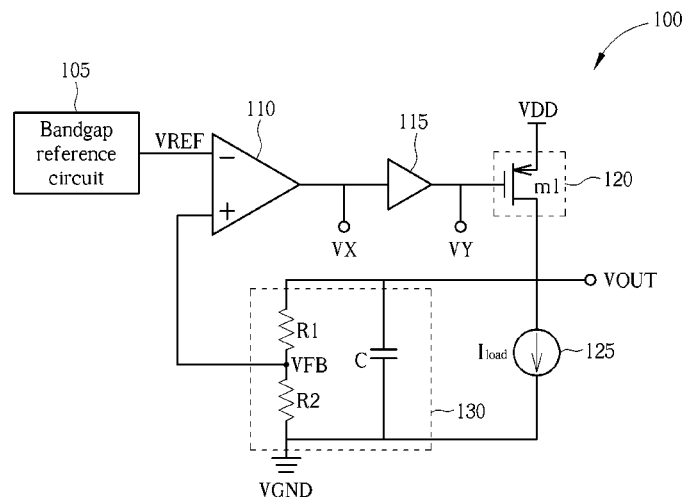 100
105
Bandgap
reference
circuit
VREF
110
−
+
115
VDD
m1
120
VX
VY
VOUT
R1
VFB
R2
C
Iload
125
130
VGND